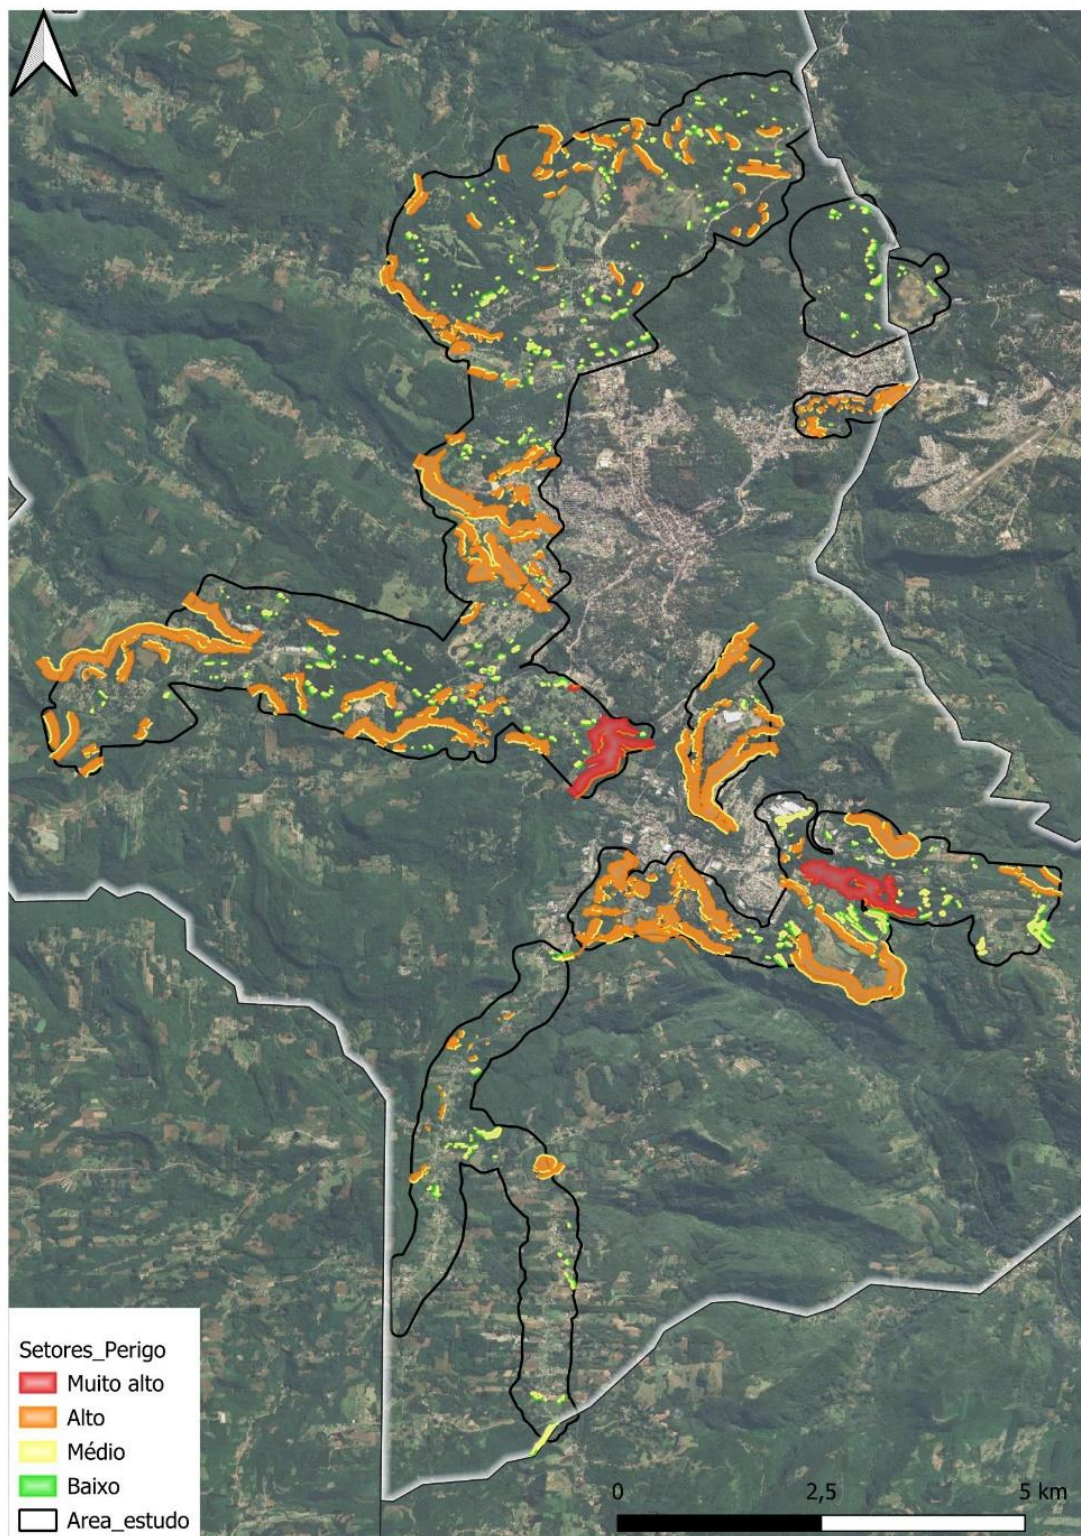 Setores_Perigo
Muito alto
Alto
Médio
Baixo
Area_estudo
0 2,5 5 km